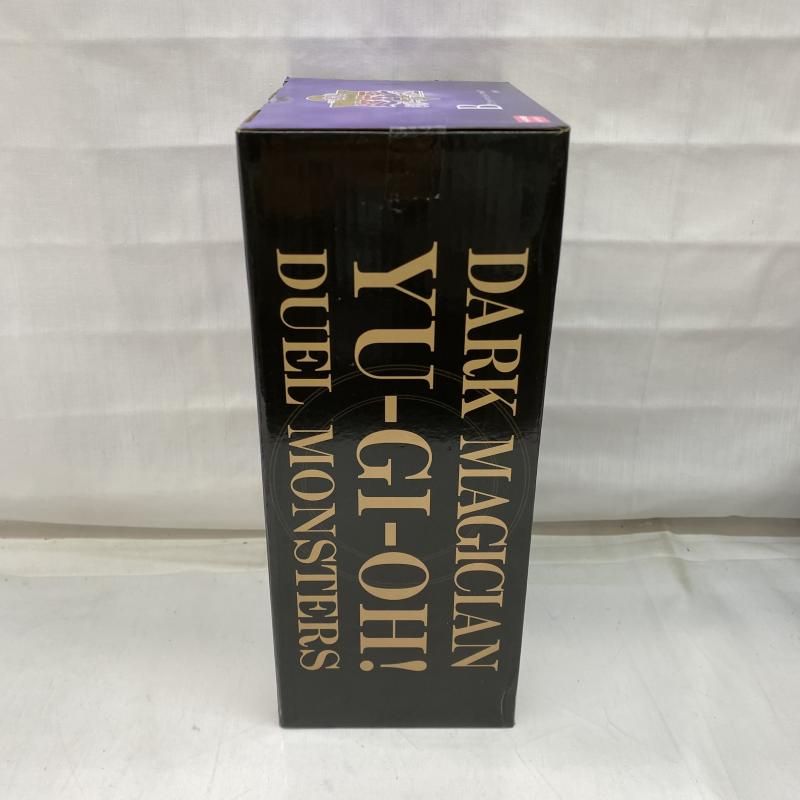 DARK MAGICIAN
YU-GI-OH!
DUEL MONSTERS
B